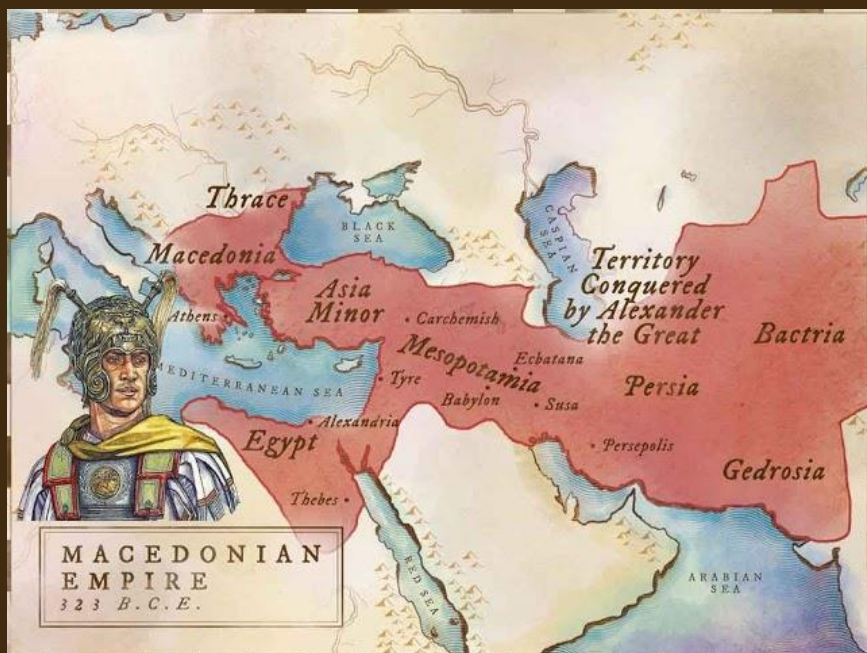 Thrace
BLACK
SEA
CASPIAN
SEA
Macedonia
Territory
Conquered
by Alexander
the Great
Asia
Minor
Athens
Carchemish
Bactria
MEDITERRANEAN SEA
Mesopotamia
Ecbatana
Tyre
Persia
Babylon
Susa
Alexandria
Egypt
Persepolis
Gedrosia
Thebes
RED SEA
ARABIAN
SEA
MACEDONIAN
EMPIRE
323 B.C.E.